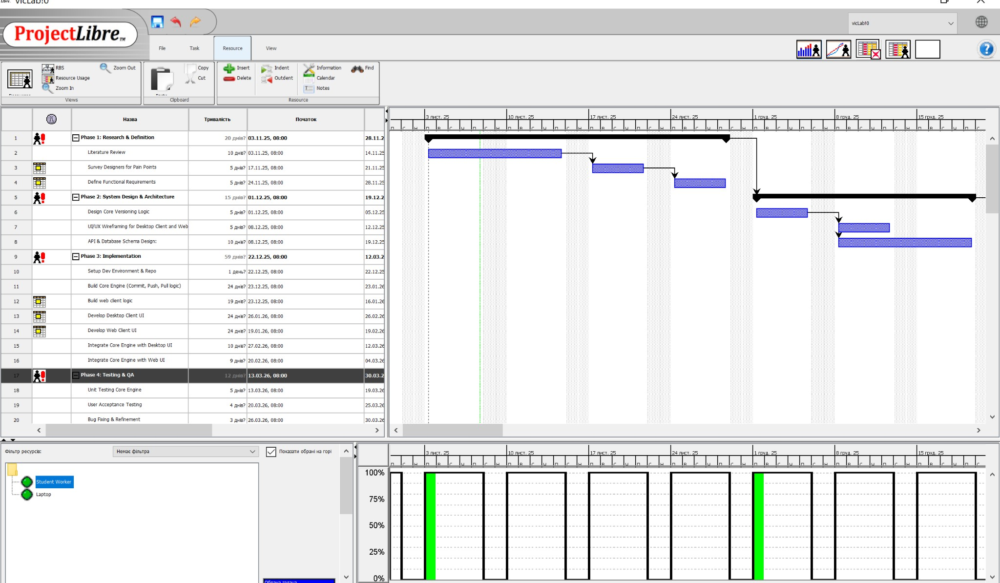 vicLab!0
ProjectLibre™
vicLab!0
File Task Resource View
RBS
Resource Usage
Zoom In
Zoom Out
Views
Copy
Cut
Clipboard
Insert
Delete
Indent
Outdent
Information
Calendar
Notes
Find
Resource
Назва Тривалість Початок
1 Phase 1: Research & Definition 20 днів? 03.11.25, 08:00 28.11.2
2 Literature Review 10 днів? 03.11.25, 08:00 14.11.25
3 Survey Designers for Pain Points 5 днів? 17.11.25, 08:00 21.11.25
4 Define Functional Requirements 5 днів? 24.11.25, 08:00 28.11.25
5 Phase 2: System Design & Architecture 15 днів? 01.12.25, 08:00 19.12.2
6 Design Core Versioning Logic 5 днів? 01.12.25, 08:00 05.12.25
7 UI/UX Wireframing for Desktop Client and Web 5 днів? 08.12.25, 08:00 12.12.25
8 API & Database Schema Design: 10 днів? 08.12.25, 08:00 19.12.25
9 Phase 3: Implementation 59 днів? 22.12.25, 08:00 12.03.2
10 Setup Dev Environment & Repo 1 день? 22.12.25, 08:00 22.12.25
11 Build Core Engine (Commit, Push, Pull logic) 24 днів? 23.12.25, 08:00 23.01.26
12 Build web client logic 19 днів? 23.12.25, 08:00 16.01.26
13 Develop Desktop Client UI 24 днів? 26.01.26, 08:00 26.02.26
14 Develop Web Client UI 24 днів? 19.01.26, 08:00 19.02.26
15 Integrate Core Engine with Desktop UI 10 днів? 27.02.26, 08:00 12.03.26
16 Integrate Core Engine with Web UI 9 днів? 20.02.26, 08:00 04.03.26
17 Phase 4: Testing & QA 12 днів? 13.03.26, 08:00 30.03.2
18 Unit Testing Core Engine 5 днів? 13.03.26, 08:00 19.03.26
19 User Acceptance Testing 4 днів? 20.03.26, 08:00 25.03.26
20 Bug Fixing & Refinement 3 днів? 26.03.26, 08:00 30.03.26
3 лист. 25 10 лист. 25 17 лист. 25 24 лист. 25 1 груд. 25 8 груд. 25 15 груд. 25
Фільтр ресурсів: Немає фільтра Показати обрані на горі
Student Worker
Laptop
Обрана задача
3 лист. 25 10 лист. 25 17 лист. 25 24 лист. 25 1 груд. 25 8 груд. 25 15 груд. 25
100%
75%
50%
25%
0%